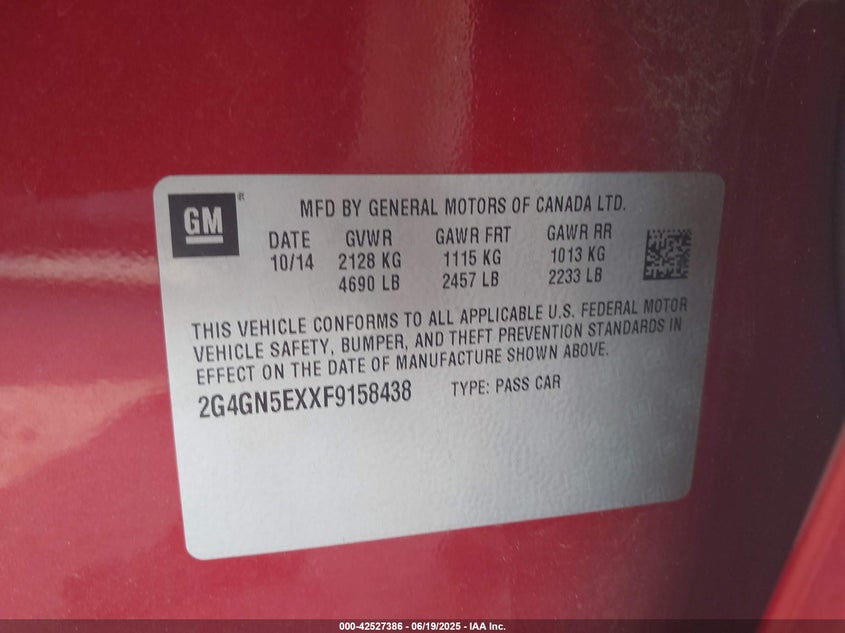 GM ®
MFD BY GENERAL MOTORS OF CANADA LTD.
DATE GVWR GAWR FRT GAWR RR
10/14 2128 KG 1115 KG 1013 KG
4690 LB 2457 LB 2233 LB
THIS VEHICLE CONFORMS TO ALL APPLICABLE U.S. FEDERAL MOTOR
VEHICLE SAFETY, BUMPER, AND THEFT PREVENTION STANDARDS IN
EFFECT ON THE DATE OF MANUFACTURE SHOWN ABOVE.
2G4GN5EXXF9158438 TYPE: PASS CAR
000-42527386 - 06/19/2025 - IAA Inc.